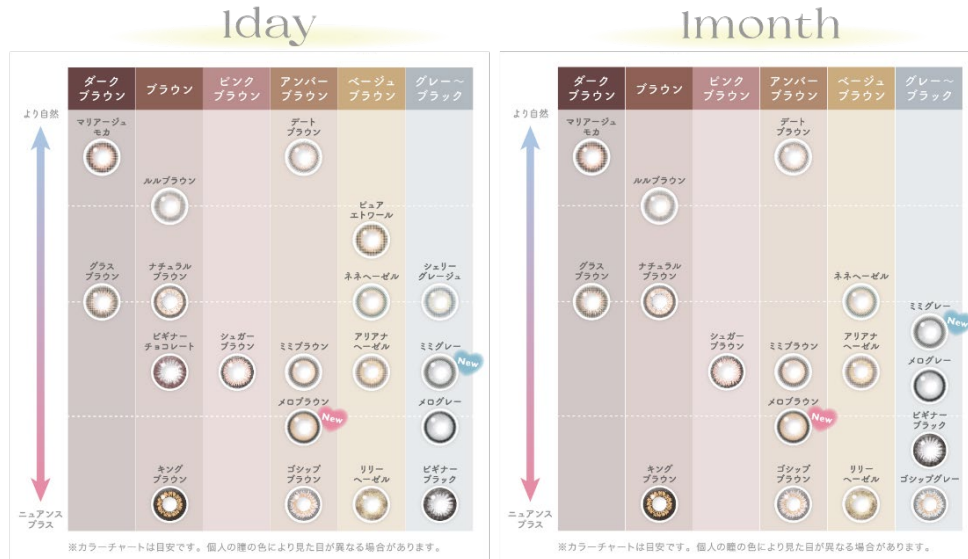 1day
ダーク
ブラウン
ブラウン
ピンク
ブラウン
アンバー
ブラウン
ベージュ
ブラウン
グレー〜
ブラック
より自然
マリアージュ
モカ
デート
ブラウン
ルルブラウン
ピュア
エトワール
グラス
ブラウン
ナチュラル
ブラウン
ネネヘーゼル
シェリー
グレージュ
ビギナー
チョコレート
シュガー
ブラウン
ミミブラウン
アリアナ
ヘーゼル
ミミグレー
New
メロブラウン
New
メログレー
キング
ブラウン
ゴシップ
ブラウン
リリー
ヘーゼル
ビギナー
ブラック
ニュアンス
プラス
※カラーチャートは目安です。個人の瞳の色により見た目が異なる場合があります。
1month
ダーク
ブラウン
ブラウン
ピンク
ブラウン
アンバー
ブラウン
ベージュ
ブラウン
グレー〜
ブラック
より自然
マリアージュ
モカ
デート
ブラウン
ルルブラウン
グラス
ブラウン
ナチュラル
ブラウン
ネネヘーゼル
ミミグレー
New
シュガー
ブラウン
ミミブラウン
アリアナ
ヘーゼル
メログレー
メロブラウン
New
ビギナー
ブラック
キング
ブラウン
ゴシップ
ブラウン
リリー
ヘーゼル
ゴシップグレー
ニュアンス
プラス
※カラーチャートは目安です。個人の瞳の色により見た目が異なる場合があります。